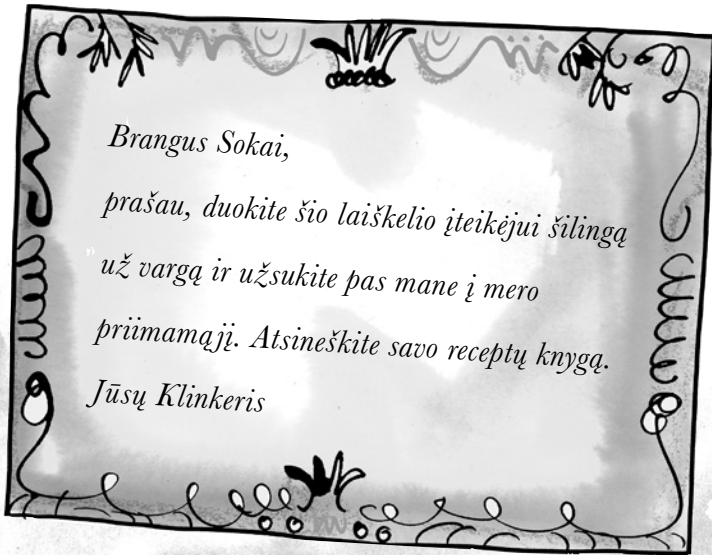 Brangus Sokai,
prašau, duokite šio laiškelio įteikėjui šilingą
už vargą ir užsukite pas mane į mero
priimamąjį. Atsineškite savo receptų knygą.
Jūsų Klinkeris